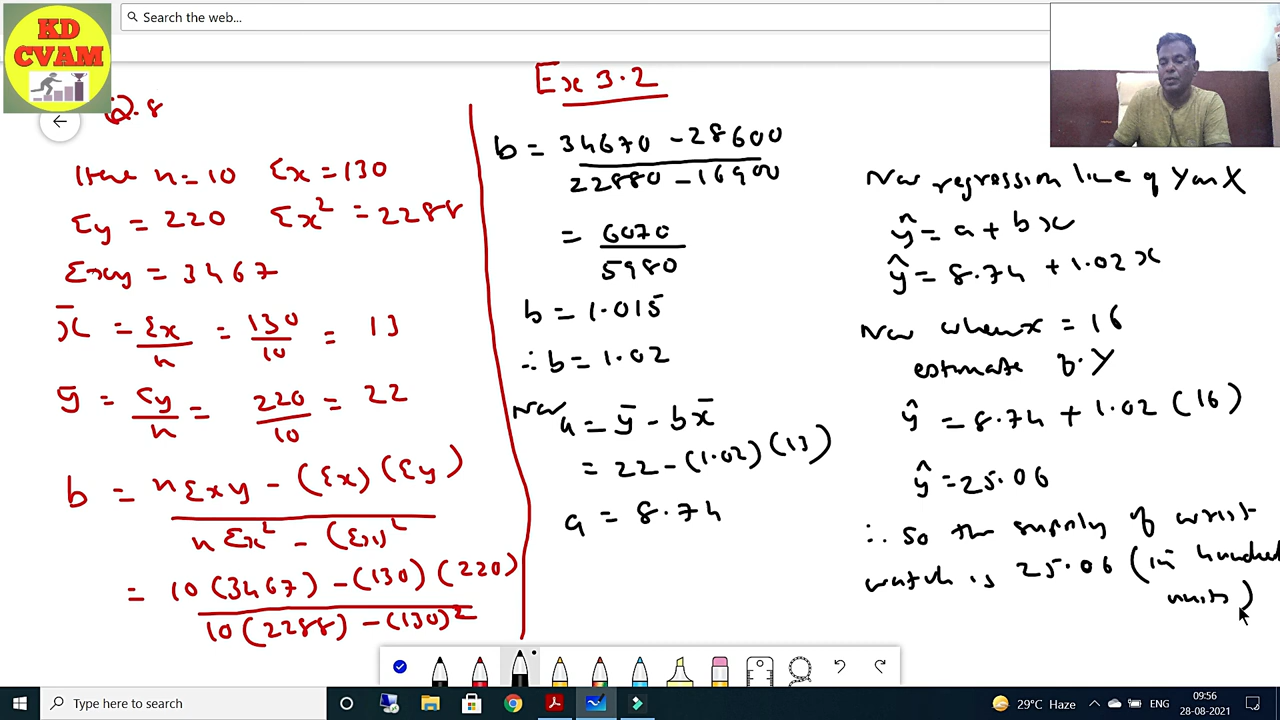 KD
CVAM
Search the web...
Ex 3.2
Q.8
Here n=10 Σx=130
Σy = 220 Σx² = 2288
Σxy = 3467
x̄ = Σx/n = 130/10 = 13
ȳ = Σy/n = 220/10 = 22
b = nΣxy - (Σx)(Σy) / nΣx² - (Σx)²
= 10(3467) - (130)(220) / 10(2288) - (130)²
b = 34670 - 28600 / 22880 - 16900
= 6070 / 5980
b = 1.015
∴ b = 1.02
Now a = ȳ - bx̄
= 22 - (1.02)(13)
a = 8.74
Now regression line of Y on X
ŷ = a + bx
ŷ = 8.74 + 1.02x
Now when x = 16
estimate of Y
ŷ = 8.74 + 1.02 (16)
ŷ = 25.06
∴ So the supply of wrist
watch is 25.06 (in hundred
units)
Type here to search
29°C Haze
ENG
09:56
28-08-2021